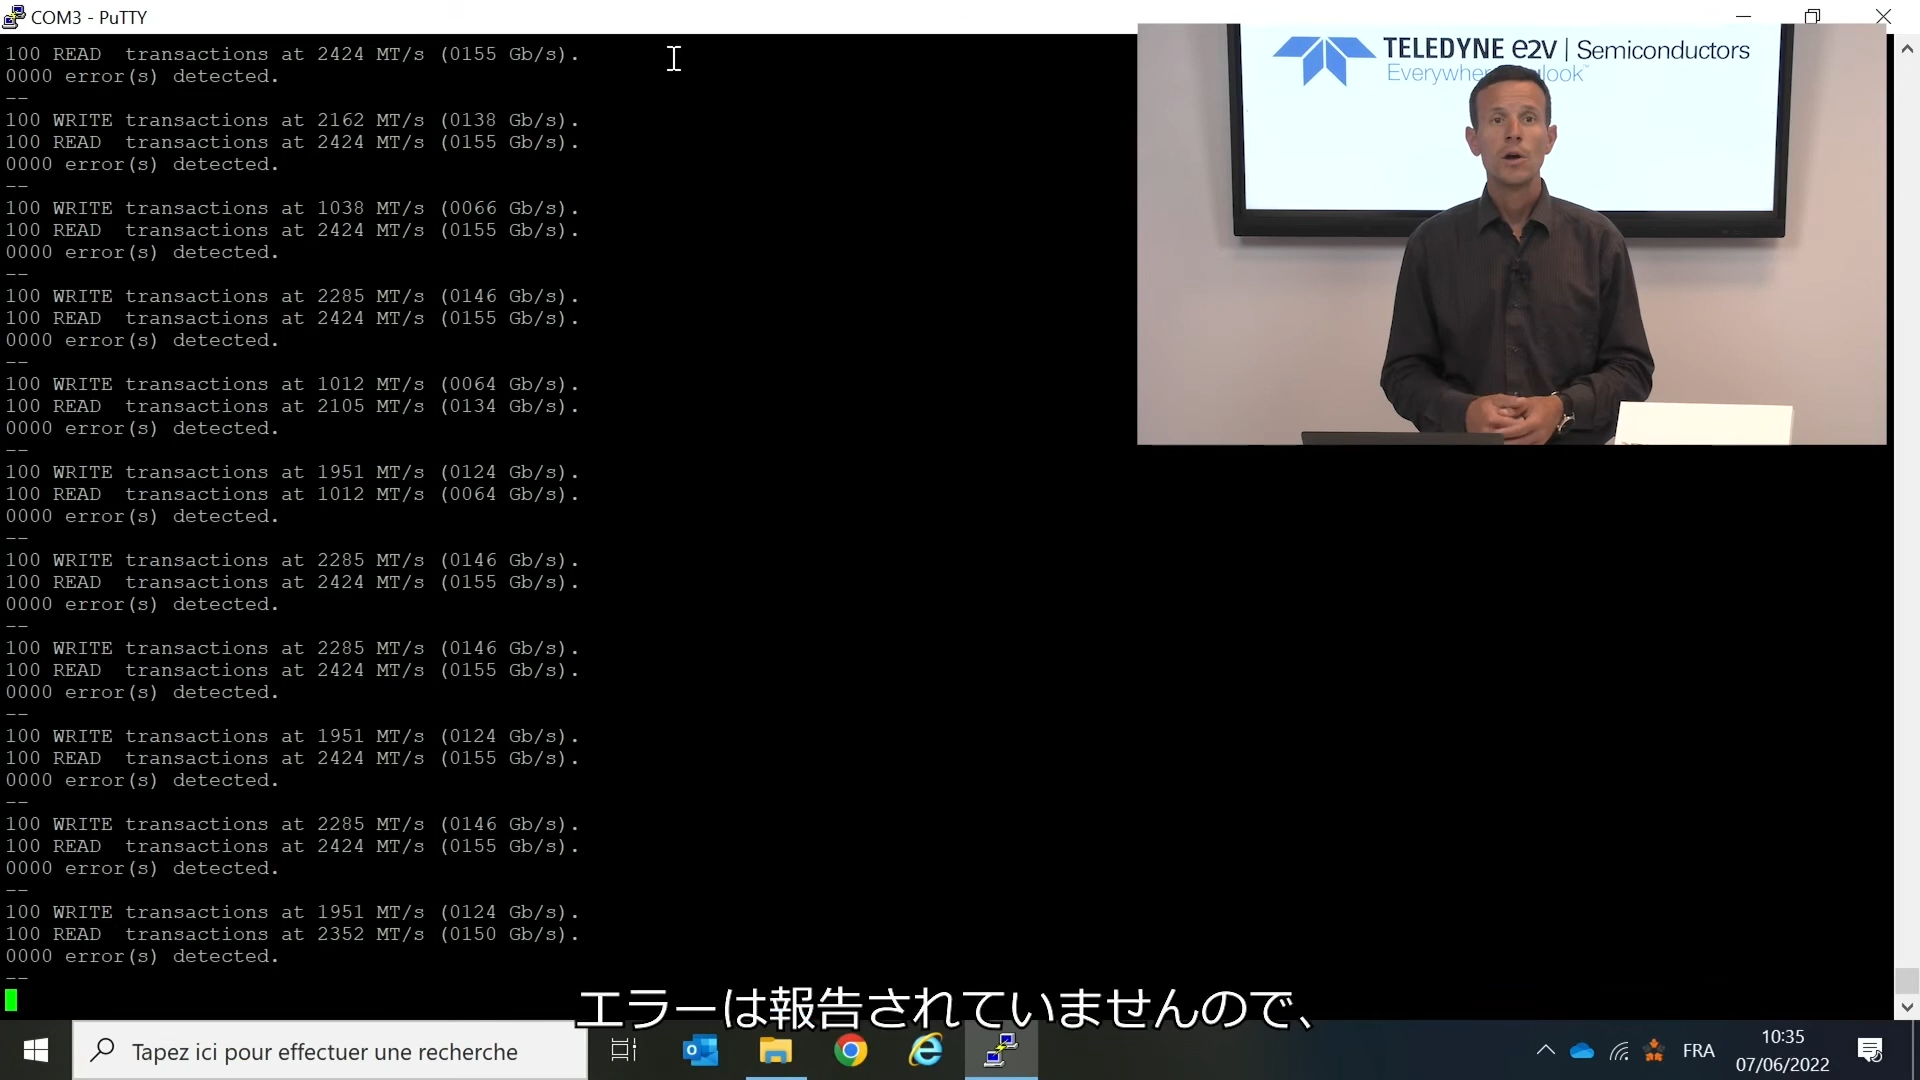 COM3 - PuTTY
100 READ  transactions at 2424 MT/s (0155 Gb/s).
0000 error(s) detected.
--
100 WRITE transactions at 2162 MT/s (0138 Gb/s).
100 READ  transactions at 2424 MT/s (0155 Gb/s).
0000 error(s) detected.
--
100 WRITE transactions at 1038 MT/s (0066 Gb/s).
100 READ  transactions at 2424 MT/s (0155 Gb/s).
0000 error(s) detected.
--
100 WRITE transactions at 2285 MT/s (0146 Gb/s).
100 READ  transactions at 2424 MT/s (0155 Gb/s).
0000 error(s) detected.
--
100 WRITE transactions at 1012 MT/s (0064 Gb/s).
100 READ  transactions at 2105 MT/s (0134 Gb/s).
0000 error(s) detected.
--
100 WRITE transactions at 1951 MT/s (0124 Gb/s).
100 READ  transactions at 1012 MT/s (0064 Gb/s).
0000 error(s) detected.
--
100 WRITE transactions at 2285 MT/s (0146 Gb/s).
100 READ  transactions at 2424 MT/s (0155 Gb/s).
0000 error(s) detected.
--
100 WRITE transactions at 2285 MT/s (0146 Gb/s).
100 READ  transactions at 2424 MT/s (0155 Gb/s).
0000 error(s) detected.
--
100 WRITE transactions at 1951 MT/s (0124 Gb/s).
100 READ  transactions at 2424 MT/s (0155 Gb/s).
0000 error(s) detected.
--
100 WRITE transactions at 2285 MT/s (0146 Gb/s).
100 READ  transactions at 2424 MT/s (0155 Gb/s).
0000 error(s) detected.
--
100 WRITE transactions at 1951 MT/s (0124 Gb/s).
100 READ  transactions at 2352 MT/s (0150 Gb/s).
0000 error(s) detected.
--
TELEDYNE e2v | Semiconductors
エラーは報告されていませんので、
Tapez ici pour effectuer une recherche
FRA
10:35
07/06/2022